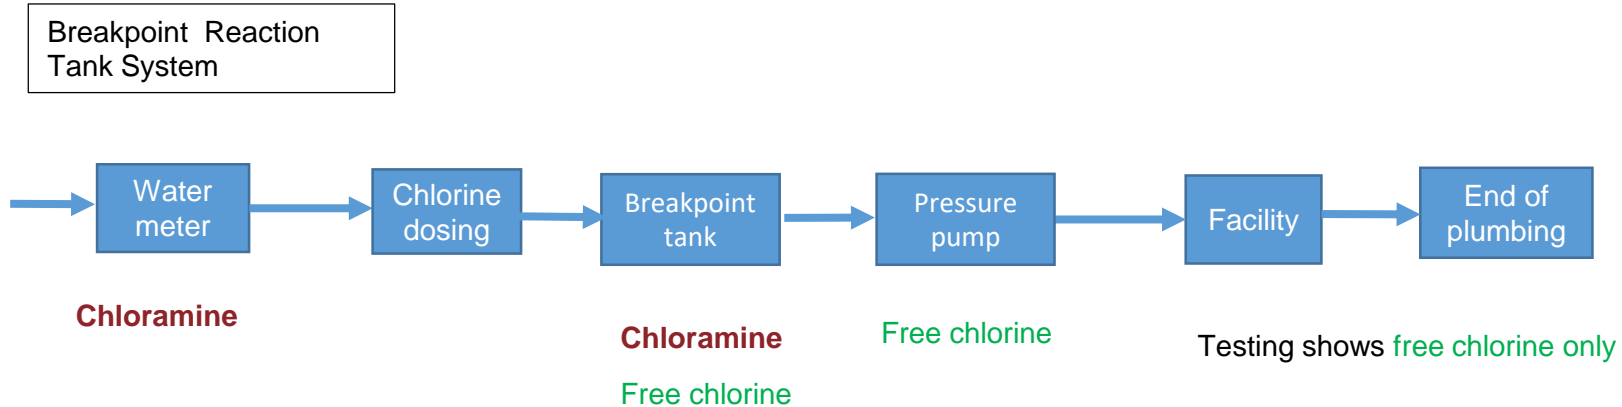 Breakpoint Reaction
Tank System
Water
meter
Chlorine
dosing
Breakpoint
tank
Pressure
pump
Facility
End of
plumbing
Chloramine
Chloramine
Free chlorine
Free chlorine
Testing shows free chlorine only